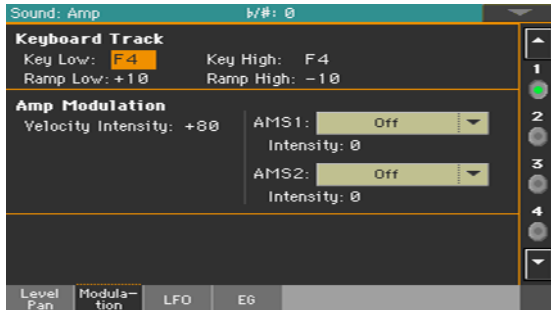 Sound: Amp b/#: 0
Keyboard Track
Key Low: F4 Key High: F4
Ramp Low: +10 Ramp High: -10
Amp Modulation
Velocity Intensity: +80
AMS1: Off
Intensity: 0
AMS2: Off
Intensity: 0
1
2
3
4
Level Pan
Modula-tion
LFO
EG